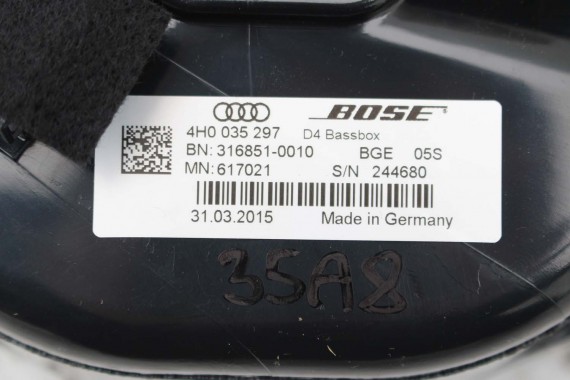 BOSE
4H0 035 297 D4 Bassbox
BN: 316851-0010 BGE 05S
MN: 617021 S/N 244680
31.03.2015 Made in Germany
35A8